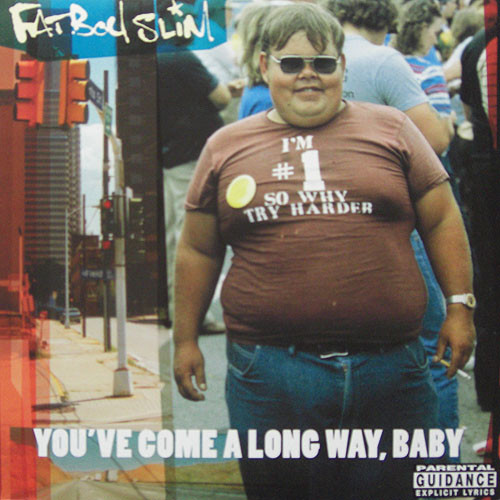 FATBOY SLIM
I'M
#1
SO WHY
TRY HARDER
YOU'VE COME A LONG WAY, BABY
PARENTAL
GUIDANCE
EXPLICIT LYRICS